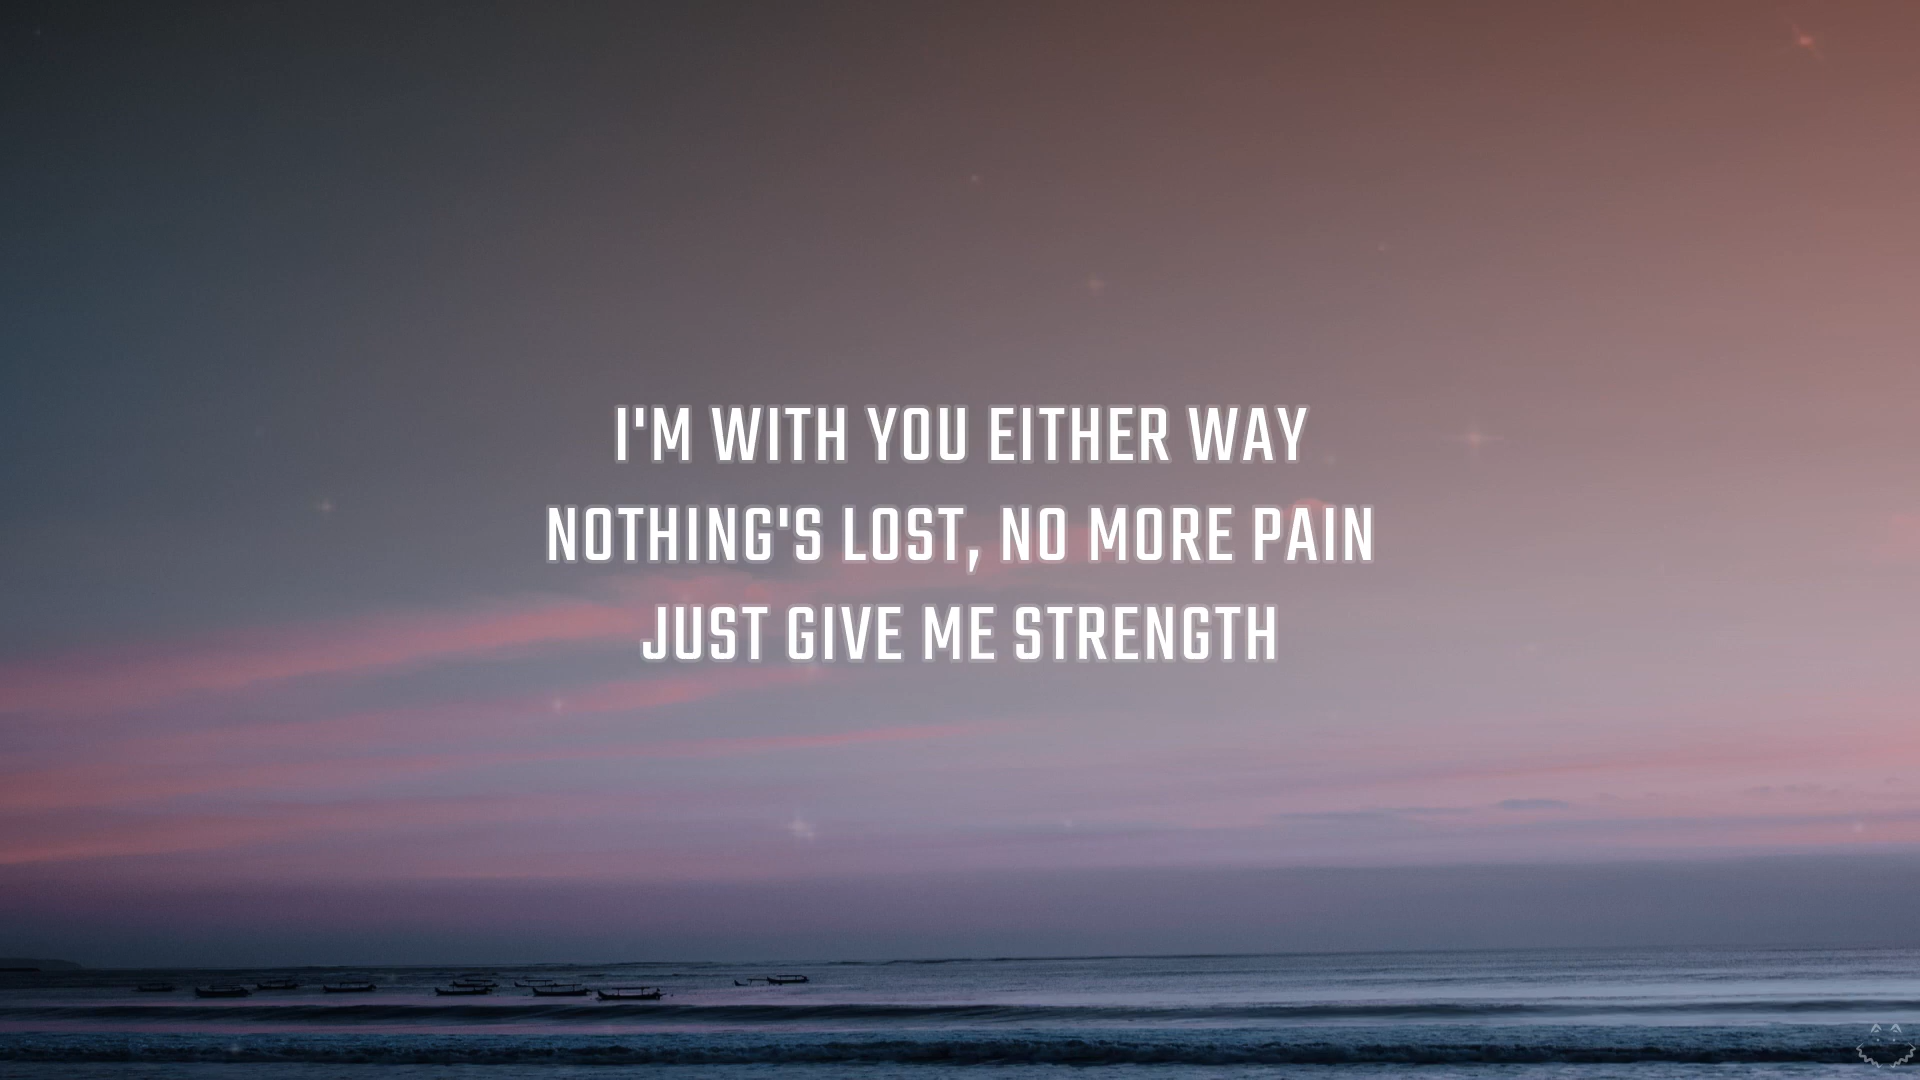 I'M WITH YOU EITHER WAY
NOTHING'S LOST, NO MORE PAIN
JUST GIVE ME STRENGTH